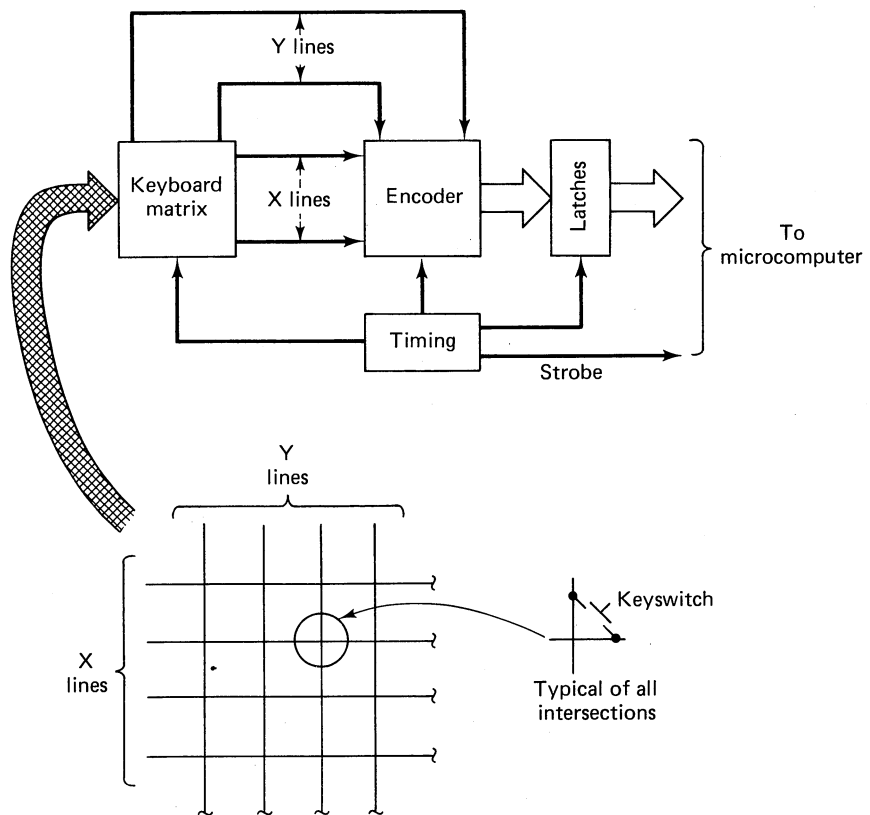 Y lines
Keyboard
matrix
X lines
Encoder
Latches
To
microcomputer
Timing
Strobe
Y
lines
X
lines
Keyswitch
Typical of all
intersections